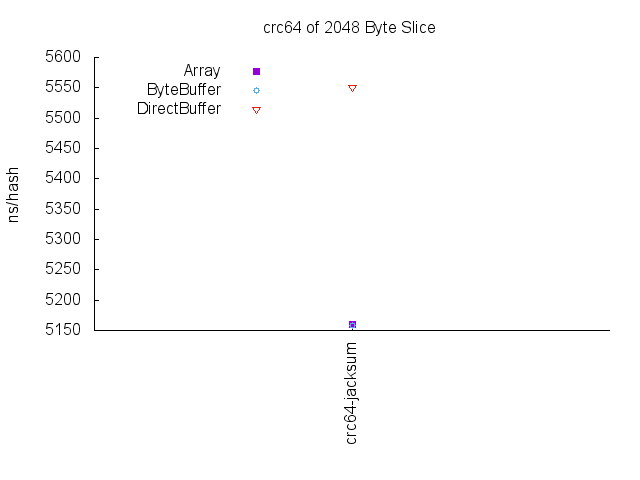 crc64 of 2048 Byte Slice
5600
5550
5500
5450
5400
5350
5300
5250
5200
5150
ns/hash
Array
ByteBuffer
DirectBuffer
crc64-jacksum